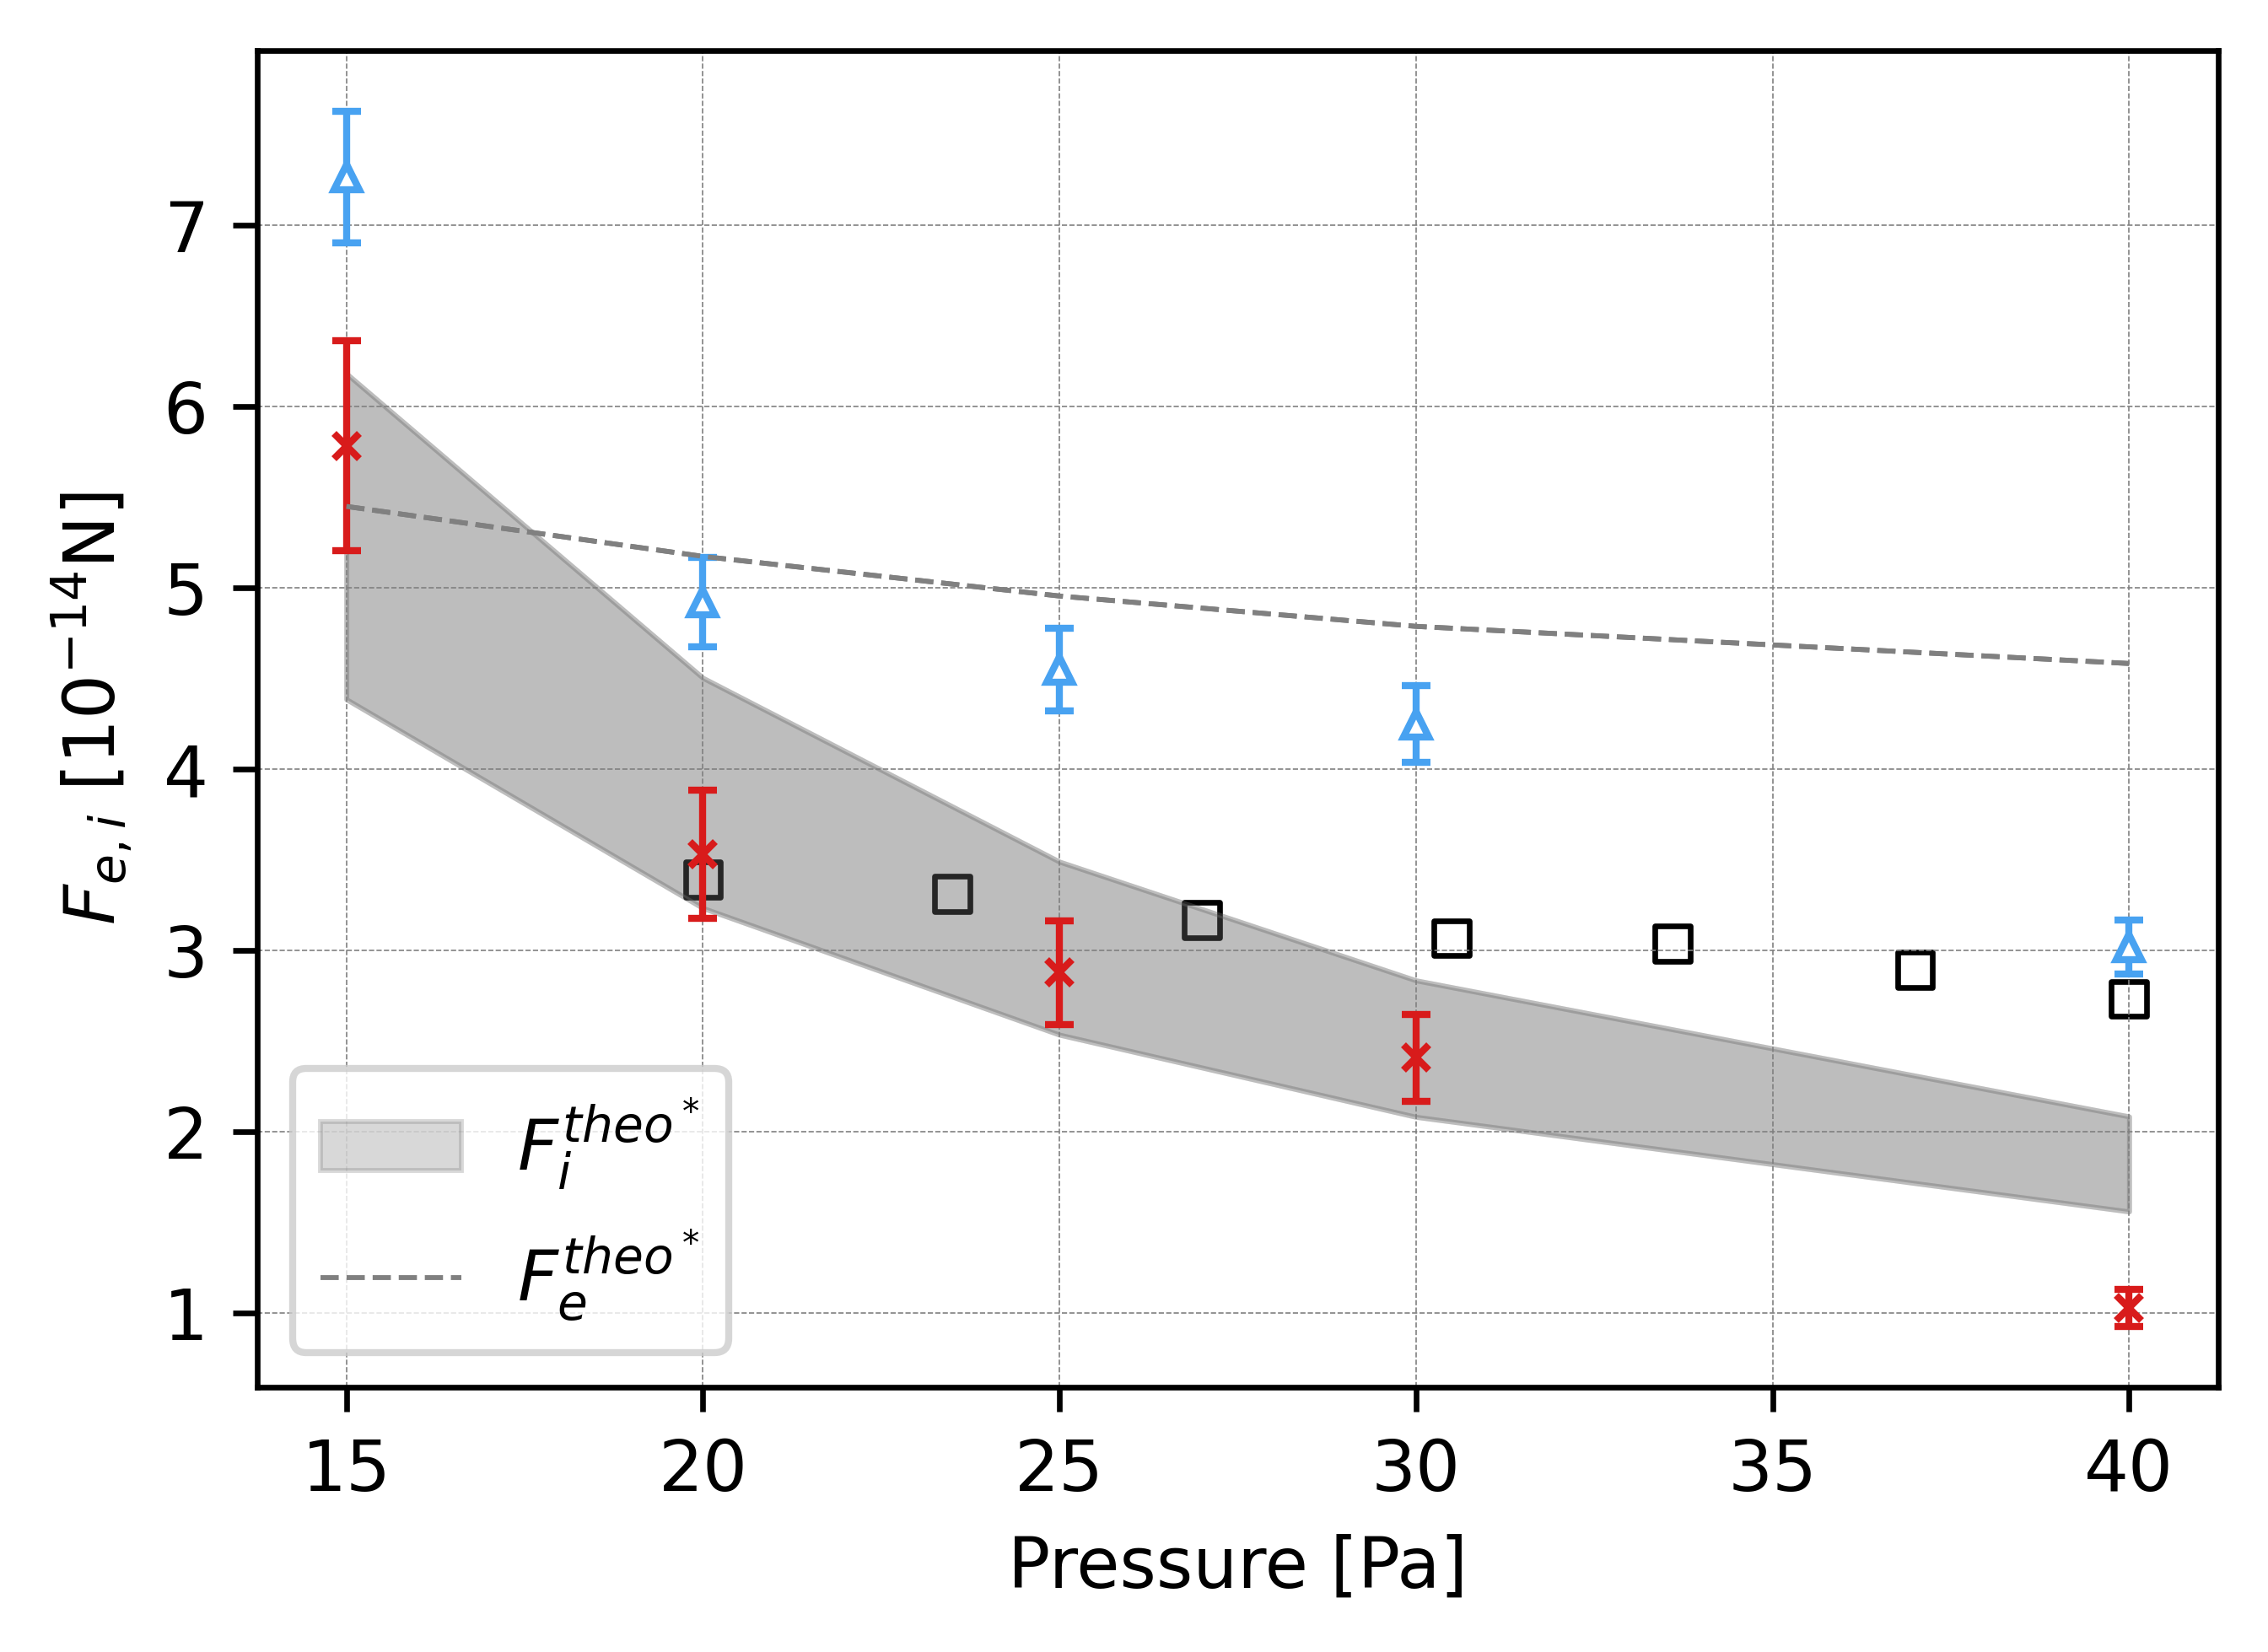 F_{e, i} [10^{-14}N]
7
6
5
4
3
2
1
F_i^{theo^*}
F_e^{theo^*}
15 20 25 30 35 40
Pressure [Pa]